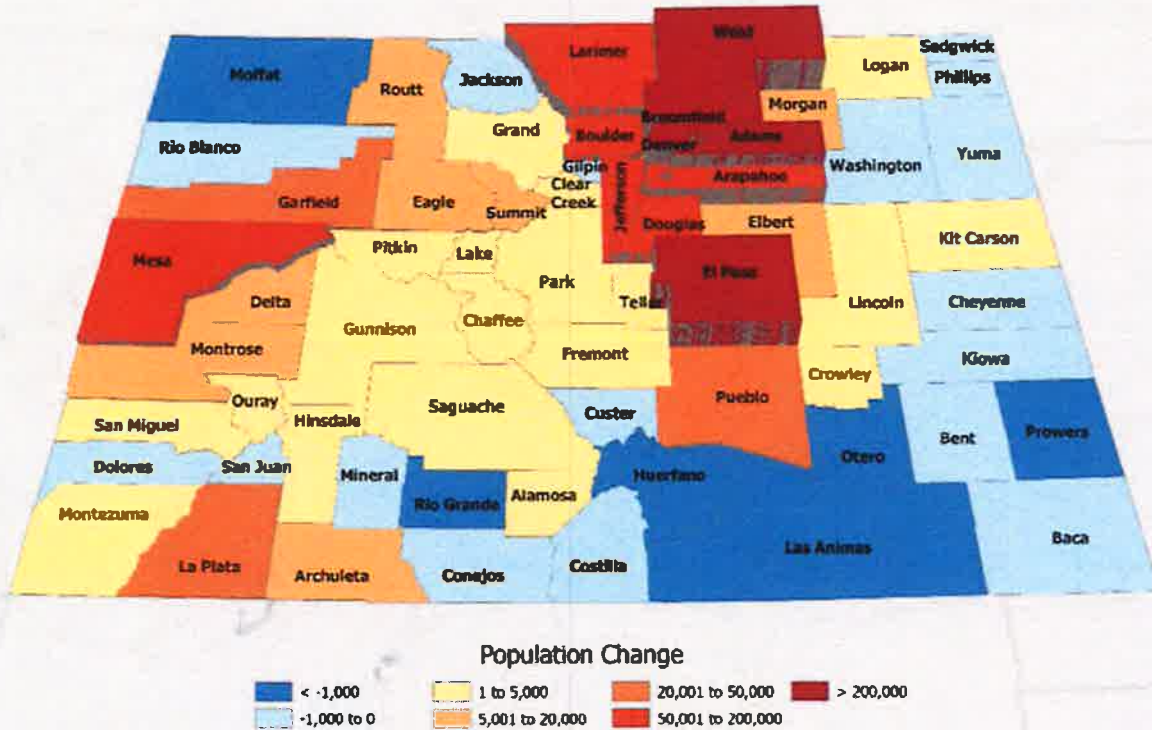 Weld
Larimer
Sedgwick
Logan
Moffat
Phillips
Jackson
Routt
Morgan
Broomfield
Grand
Boulder
Adams
Denver
Rio Blanco
Yuma
Gilpin
Washington
Clear
Creek
Arapahoe
Jefferson
Garfield
Eagle
Summit
Douglas
Elbert
Kit Carson
Pitkin
Lake
Mesa
El Paso
Park
Delta
Teller
Lincoln
Cheyenne
Chaffee
Gunnison
Montrose
Fremont
Kiowa
Crowley
Pueblo
Ouray
Saguache
Custer
Hinsdale
San Miguel
Prowers
Bent
Otero
Dolores
San Juan
Mineral
Huerfano
Alamosa
Rio Grande
Montezuma
Baca
Las Animas
La Plata
Costilla
Archuleta
Conejos
Population Change
< -1,000
1 to 5,000
20,001 to 50,000
> 200,000
-1,000 to 0
5,001 to 20,000
50,001 to 200,000